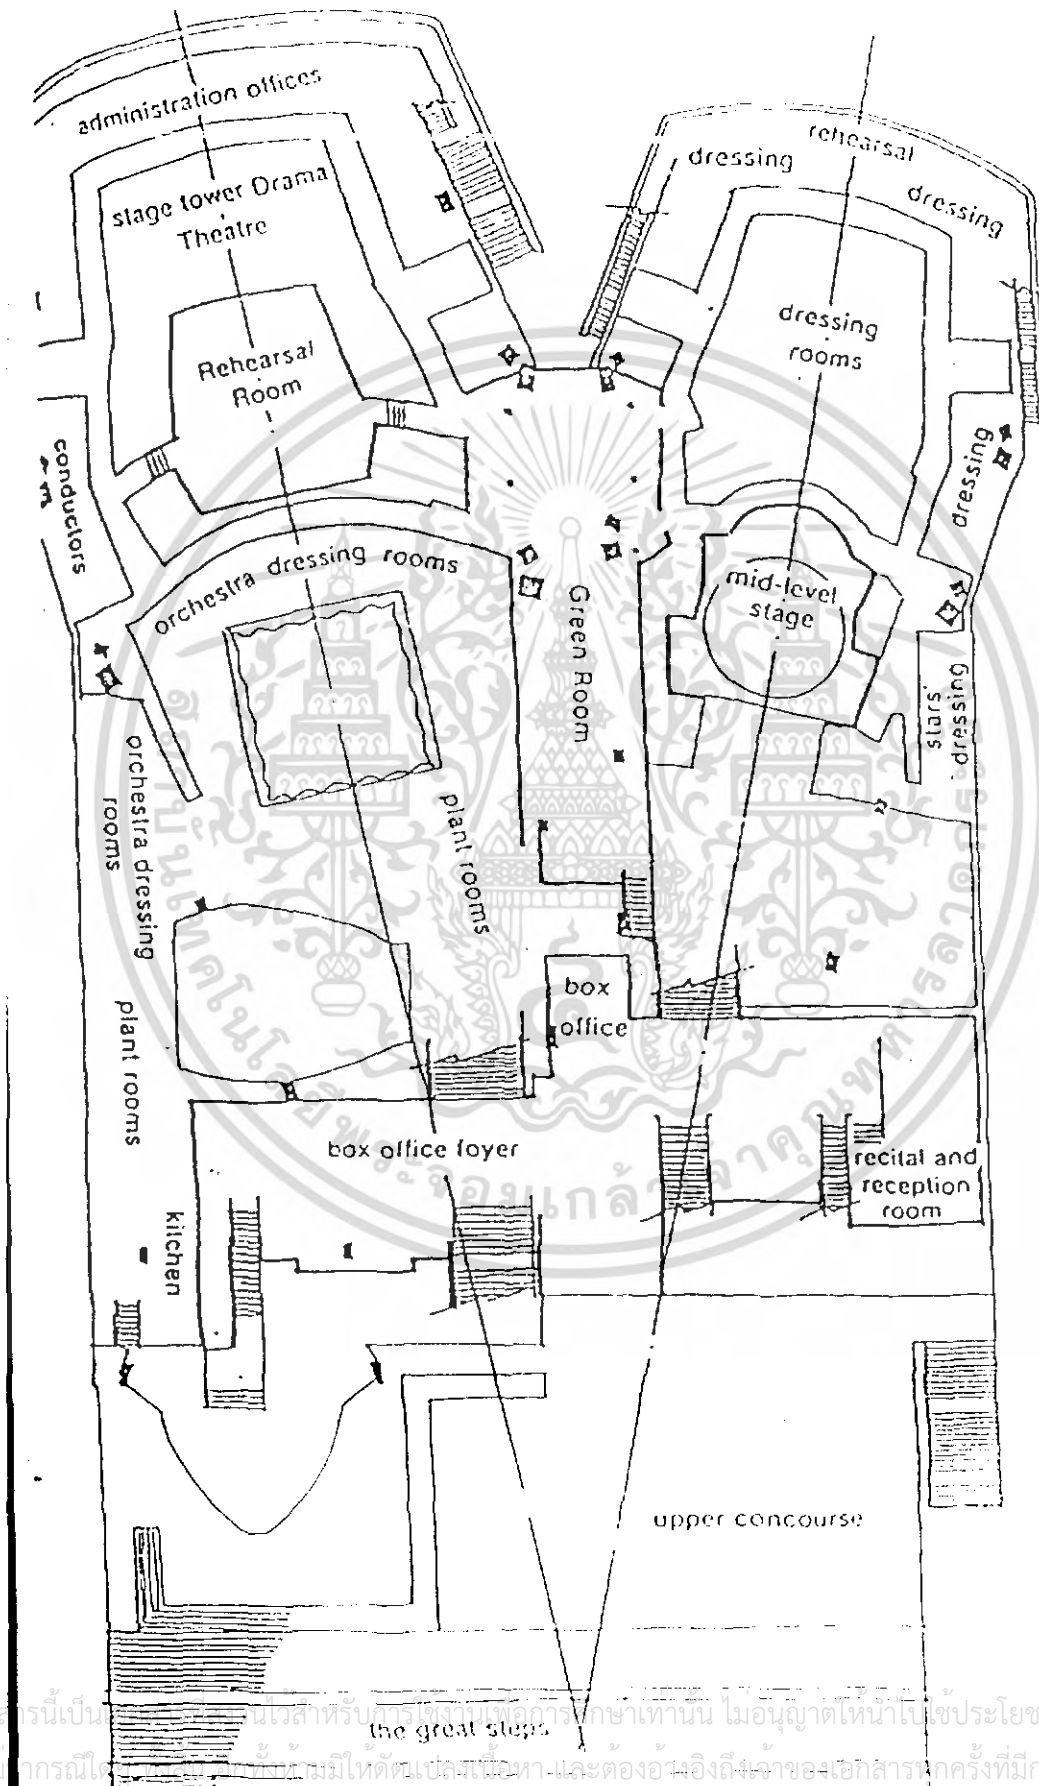 administration offices
stage tower Drama
Theatre
Rehearsal
Room
conductors
orchestra dressing rooms
rehearsal
dressing
dressing
dressing
rooms
dressing
mid-level
stage
stars'
dressing
Green Room
orchestra dressing
rooms
plant rooms
plant rooms
box
office
box office foyer
kitchen
recital and
reception
room
upper concourse
the great steps